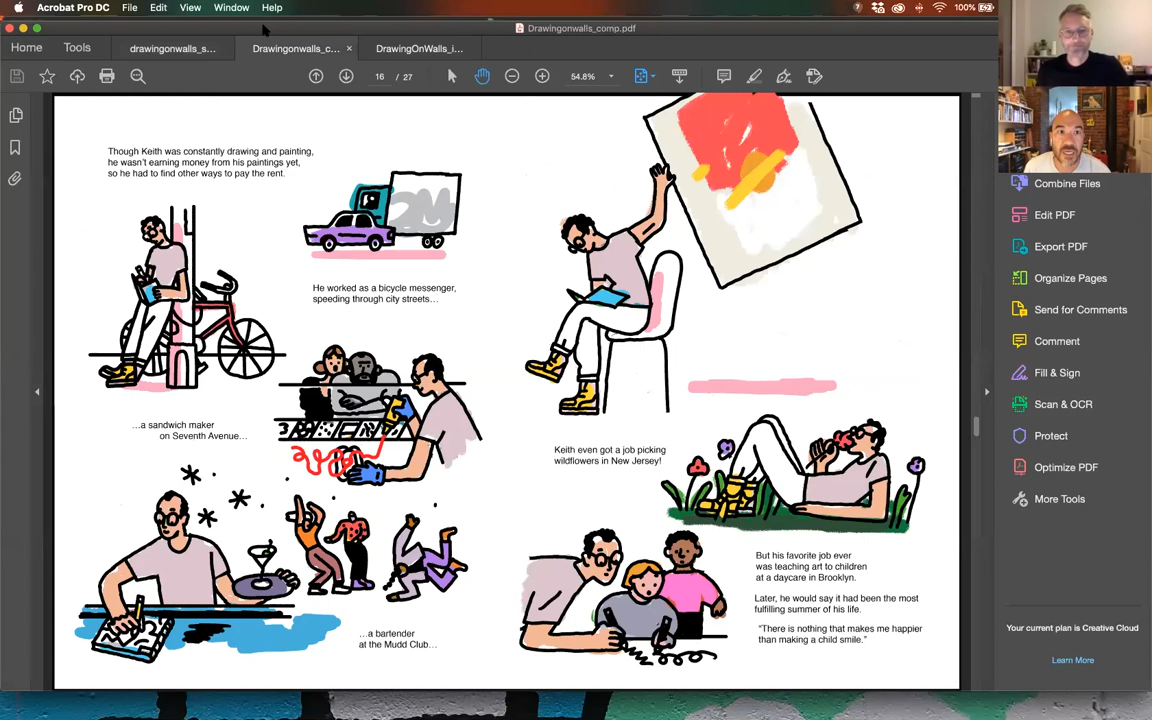 Acrobat Pro DC File Edit View Window Help 100%
Drawingonwalls_comp.pdf
Home Tools drawingonwalls_s... Drawingonwalls_c... × DrawingOnWalls_i...
16 / 27 54.8%
Though Keith was constantly drawing and painting,
he wasn't earning money from his paintings yet,
so he had to find other ways to pay the rent.
2M
He worked as a bicycle messenger,
speeding through city streets…
…a sandwich maker
on Seventh Avenue…
…a bartender
at the Mudd Club…
Keith even got a job picking
wildflowers in New Jersey!
But his favorite job ever
was teaching art to children
at a daycare in Brooklyn.
Later, he would say it had been the most
fulfilling summer of his life.
"There is nothing that makes me happier
than making a child smile."
Combine Files
Edit PDF
Export PDF
Organize Pages
Send for Comments
Comment
Fill & Sign
Scan & OCR
Protect
Optimize PDF
More Tools
Your current plan is Creative Cloud
Learn More